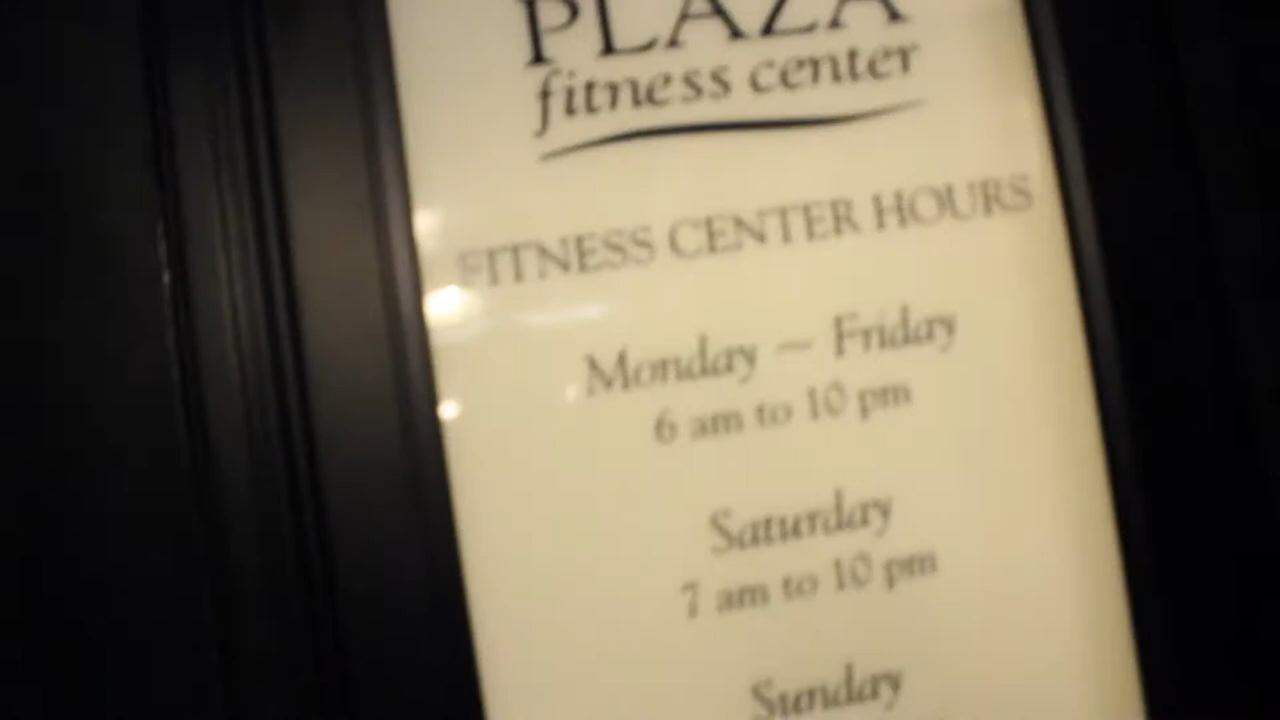 PLAZA
fitness center
FITNESS CENTER HOURS
Monday — Friday
6 am to 10 pm
Saturday
7 am to 10 pm
Sunday